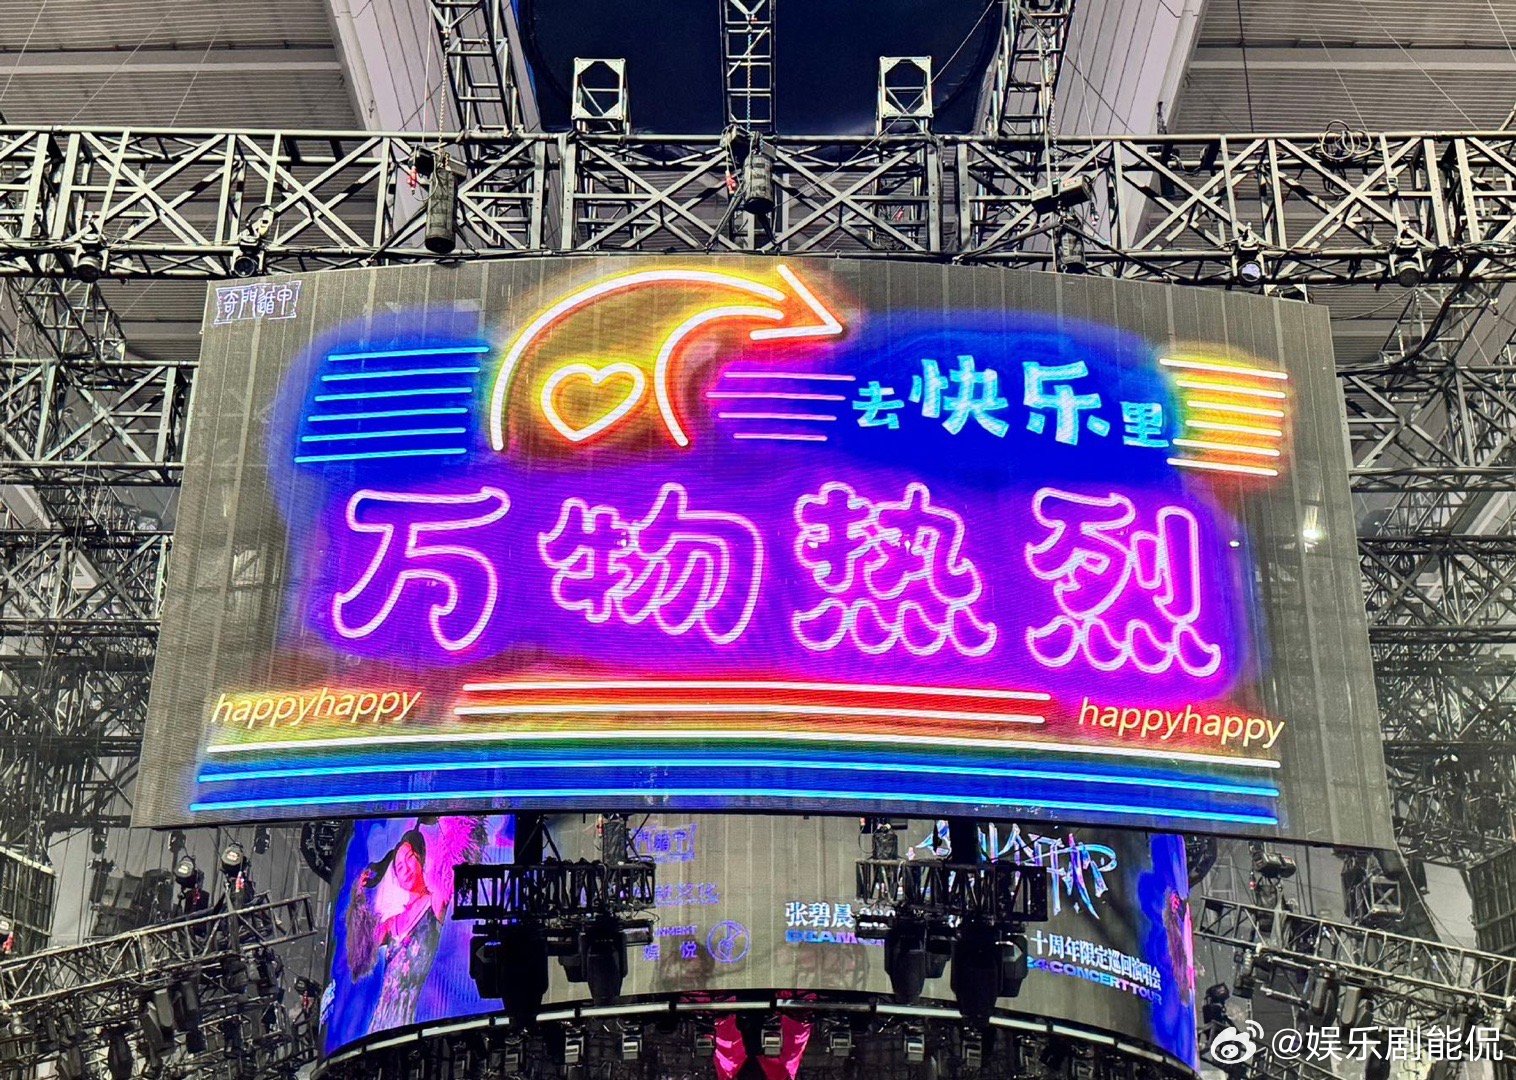 奇門遁甲
去快乐里
万物热烈
happyhappy
happyhappy
张碧晨
十周年限定巡回演唱会
24 CONCERT TOUR
@娱乐剧能侃